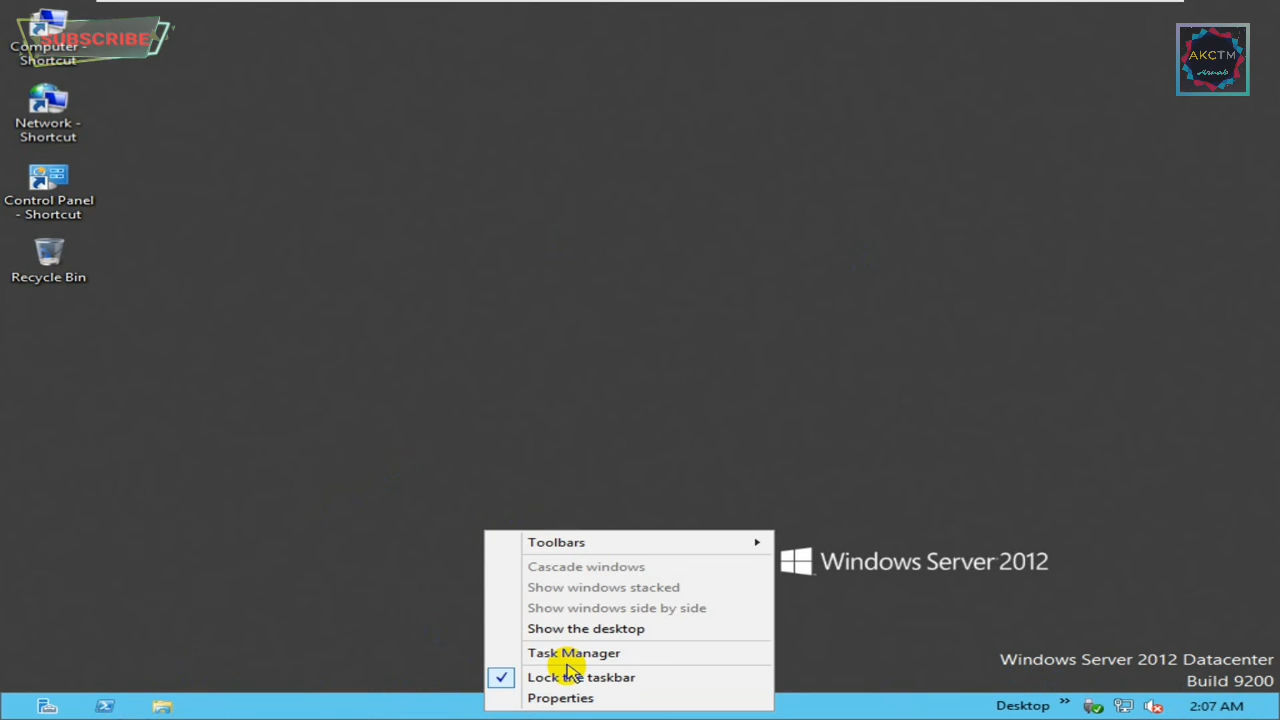 SUBSCRIBE
Computer -
Shortcut
AKCTM
Arnab
Network -
Shortcut
Control Panel
- Shortcut
Recycle Bin
Toolbars
Cascade windows
Show windows stacked
Show windows side by side
Show the desktop
Task Manager
Lock the taskbar
Properties
Windows Server 2012
Windows Server 2012 Datacenter
Build 9200
Desktop
2:07 AM